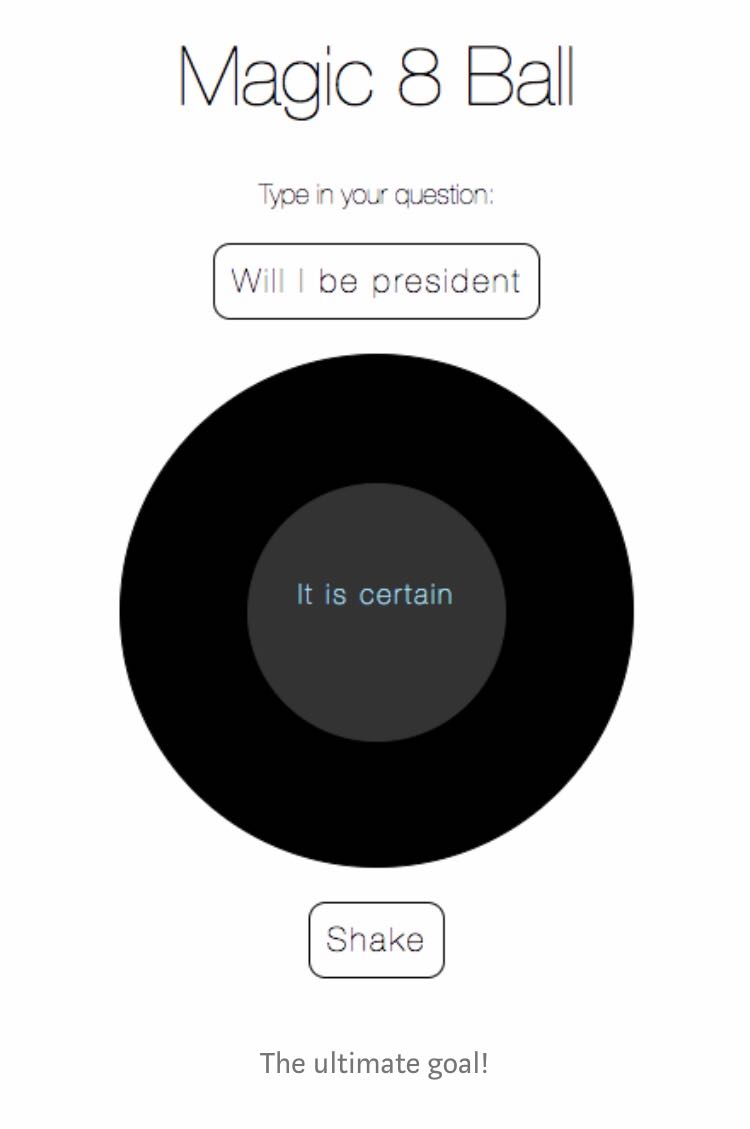 Magic 8 Ball
Type in your question:
Will I be president
It is certain
Shake
The ultimate goal!